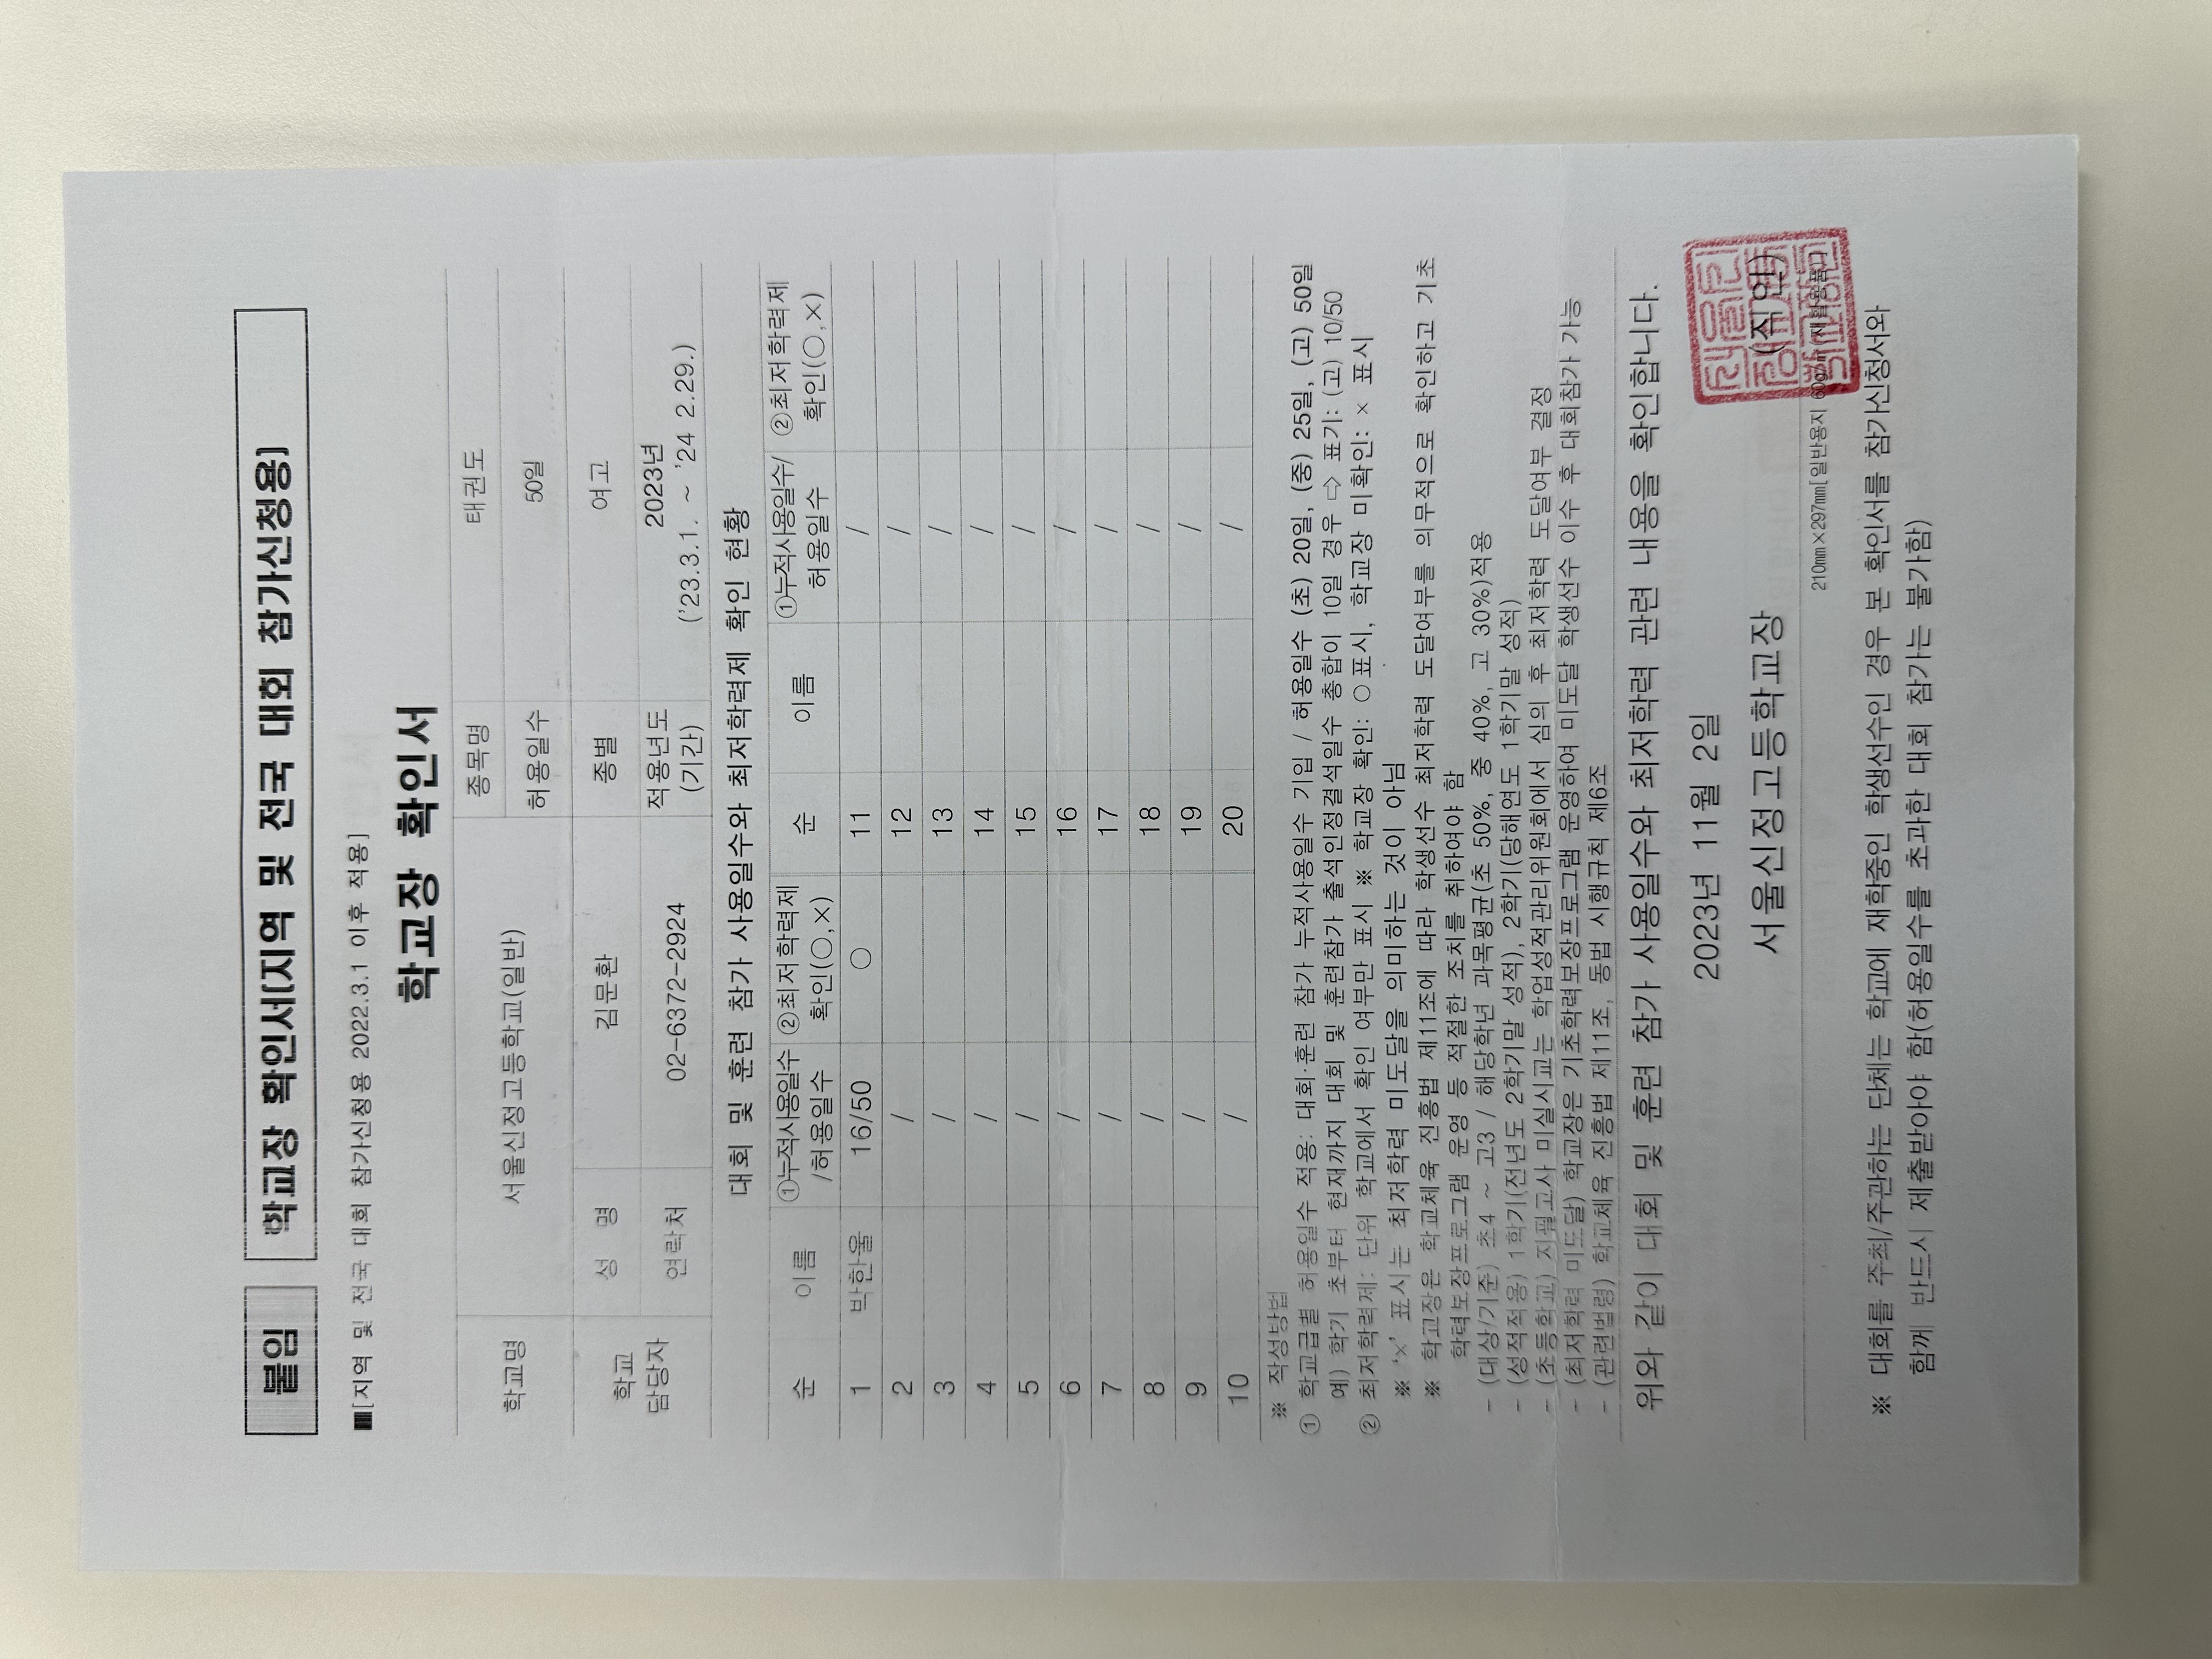 붙임 학교장 확인서(지역 및 전국 대회 참가신청용)
■[지역 및 전국 대회 참가신청용 2022.3.1 이후 적용]
학교장 확인서
학교명 서울신정고등학교(일반) 종목명 태권도
허용일수 50일
학교 담당자 성 명 김문환 종별 여고
연락처 02-6372-2924 적용년도 (기간) 2023년 ('23.3.1. ~ '24 2.29.)
대회 및 훈련 참가 사용일수와 최저학력제 확인 현황
순 이름 ①누적사용일수 /허용일수 ②최저학력제 확인(○,×) 순 이름 ①누적사용일수/ 허용일수 ②최저학력제 확인(○,×)
1 박한울 16/50 ○ 11 /
2 / 12 /
3 / 13 /
4 / 14 /
5 / 15 /
6 / 16 /
7 / 17 /
8 / 18 /
9 / 19 /
10 / 20 /
※ 작성방법
① 학교급별 허용일수 적용: 대회·훈련 참가 누적사용일수 기입 / 허용일수 (초) 20일, (중) 25일, (고) 50일
예) 학기 초부터 현재까지 대회 및 훈련참가 출석인정결석일수 총합이 10일 경우 ⇨ 표기: (고) 10/50
② 최저학력제: 단위 학교에서 확인 여부만 표시 ※ 학교장 확인: ○표시, 학교장 미확인: × 표시
※ '×' 표시는 최저학력 미도달을 의미하는 것이 아님
※ 학교장은 학교체육 진흥법 제11조에 따라 학생선수 최저학력 도달여부를 의무적으로 확인하고 기초
학력보장프로그램 운영 등 적절한 조치를 취하여야 함
- (대상/기준) 초4 ~ 고3 / 해당학년 과목평균(초 50%, 중 40%, 고 30%)적용
- (성적적용) 1학기(전년도 2학기말 성적), 2학기(당해연도 1학기말 성적)
- (초등학교) 지필고사 미실시교는 학업성적관리위원회에서 심의 후 최저학력 도달여부 결정
- (최저학력 미도달) 학교장은 기초학력보장프로그램 운영하여 미도달 학생선수 이수 후 대회참가 가능
- (관련법령) 학교체육 진흥법 제11조, 동법 시행규칙 제6조
위와 같이 대회 및 훈련 참가 사용일수와 최저학력 관련 내용을 확인합니다.
2023년 11월 2일
서울신정고등학교장 (직인)
210㎜×297㎜[일반용지 60g/㎡(재활용품)]
※ 대회를 주최/주관하는 단체는 학교에 재학중인 학생선수인 경우 본 확인서를 참가신청서와
함께 반드시 제출받아야 함(허용일수를 초과한 대회 참가는 불가함)